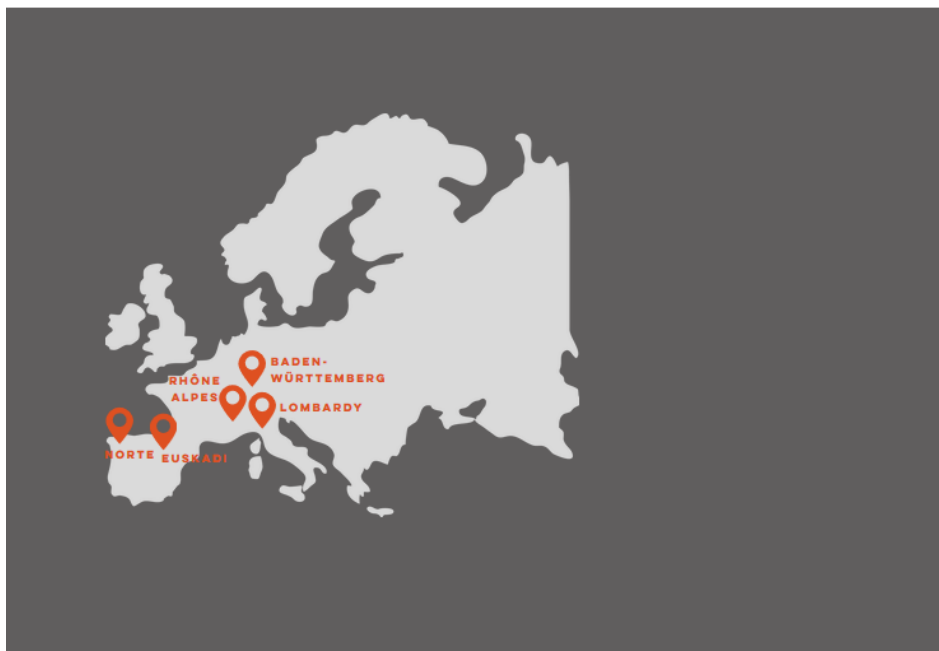 BADEN-
WÜRTTEMBERG
RHÔNE
ALPES
LOMBARDY
NORTE
EUSKADI